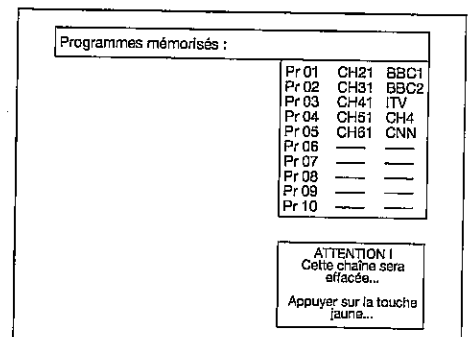 Programmes mémorisés :
Pr 01 CH21 BBC1
Pr 02 CH31 BBC2
Pr 03 CH41 ITV
Pr 04 CH51 CH4
Pr 05 CH61 CNN
Pr 06 — —
Pr 07 — —
Pr 08 — —
Pr 09 — —
Pr 10 — —
ATTENTION !
Cette chaîne sera
effacée...
Appuyer sur la touche
jaune...